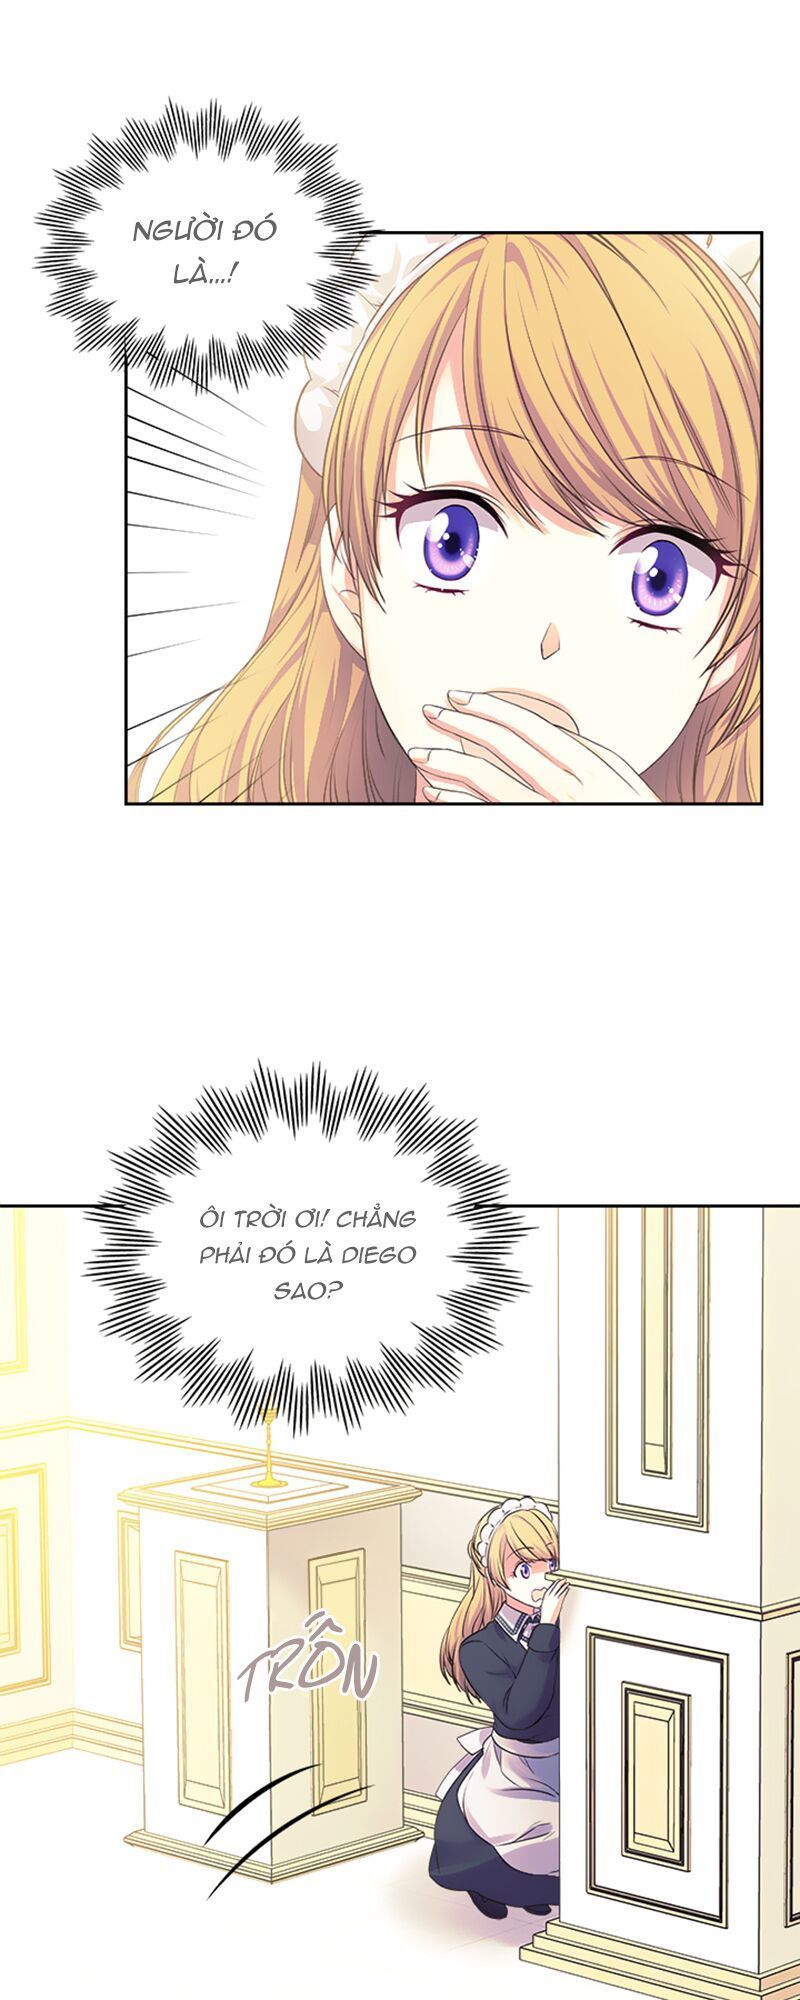 NGƯỜI ĐÓ
LÀ...!
ÔI TRỜI ƠI! CHẲNG
PHẢI ĐÓ LÀ DIEGO
SAO?
TRỐN